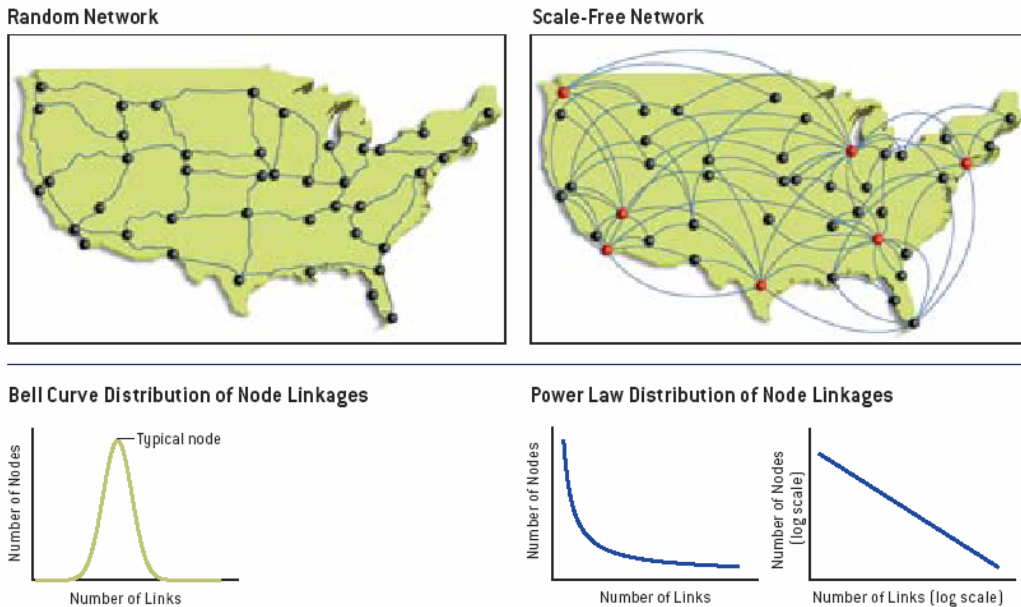 Random Network
Scale-Free Network
Bell Curve Distribution of Node Linkages
Typical node
Number of Nodes
Number of Links
Power Law Distribution of Node Linkages
Number of Nodes
Number of Links
Number of Nodes
(log scale)
Number of Links (log scale)